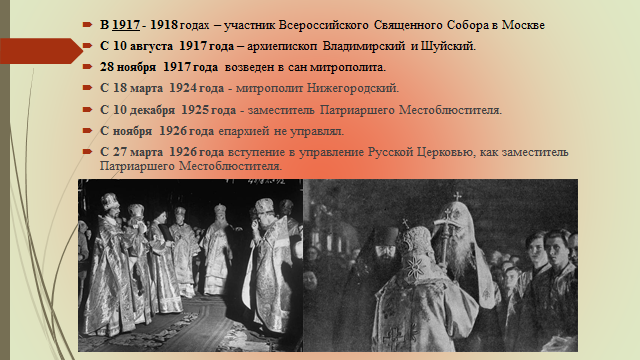 В 1917 - 1918 годах – участник Всероссийского Священного Собора в Москве
С 10 августа 1917 года – архиепископ Владимирский и Шуйский.
28 ноября 1917 года возведен в сан митрополита.
С 18 марта 1924 года - митрополит Нижегородский.
С 10 декабря 1925 года - заместитель Патриаршего Местоблюстителя.
С ноября 1926 года епархией не управлял.
С 27 марта 1926 года вступение в управление Русской Церковью, как заместитель
Патриаршего Местоблюстителя.